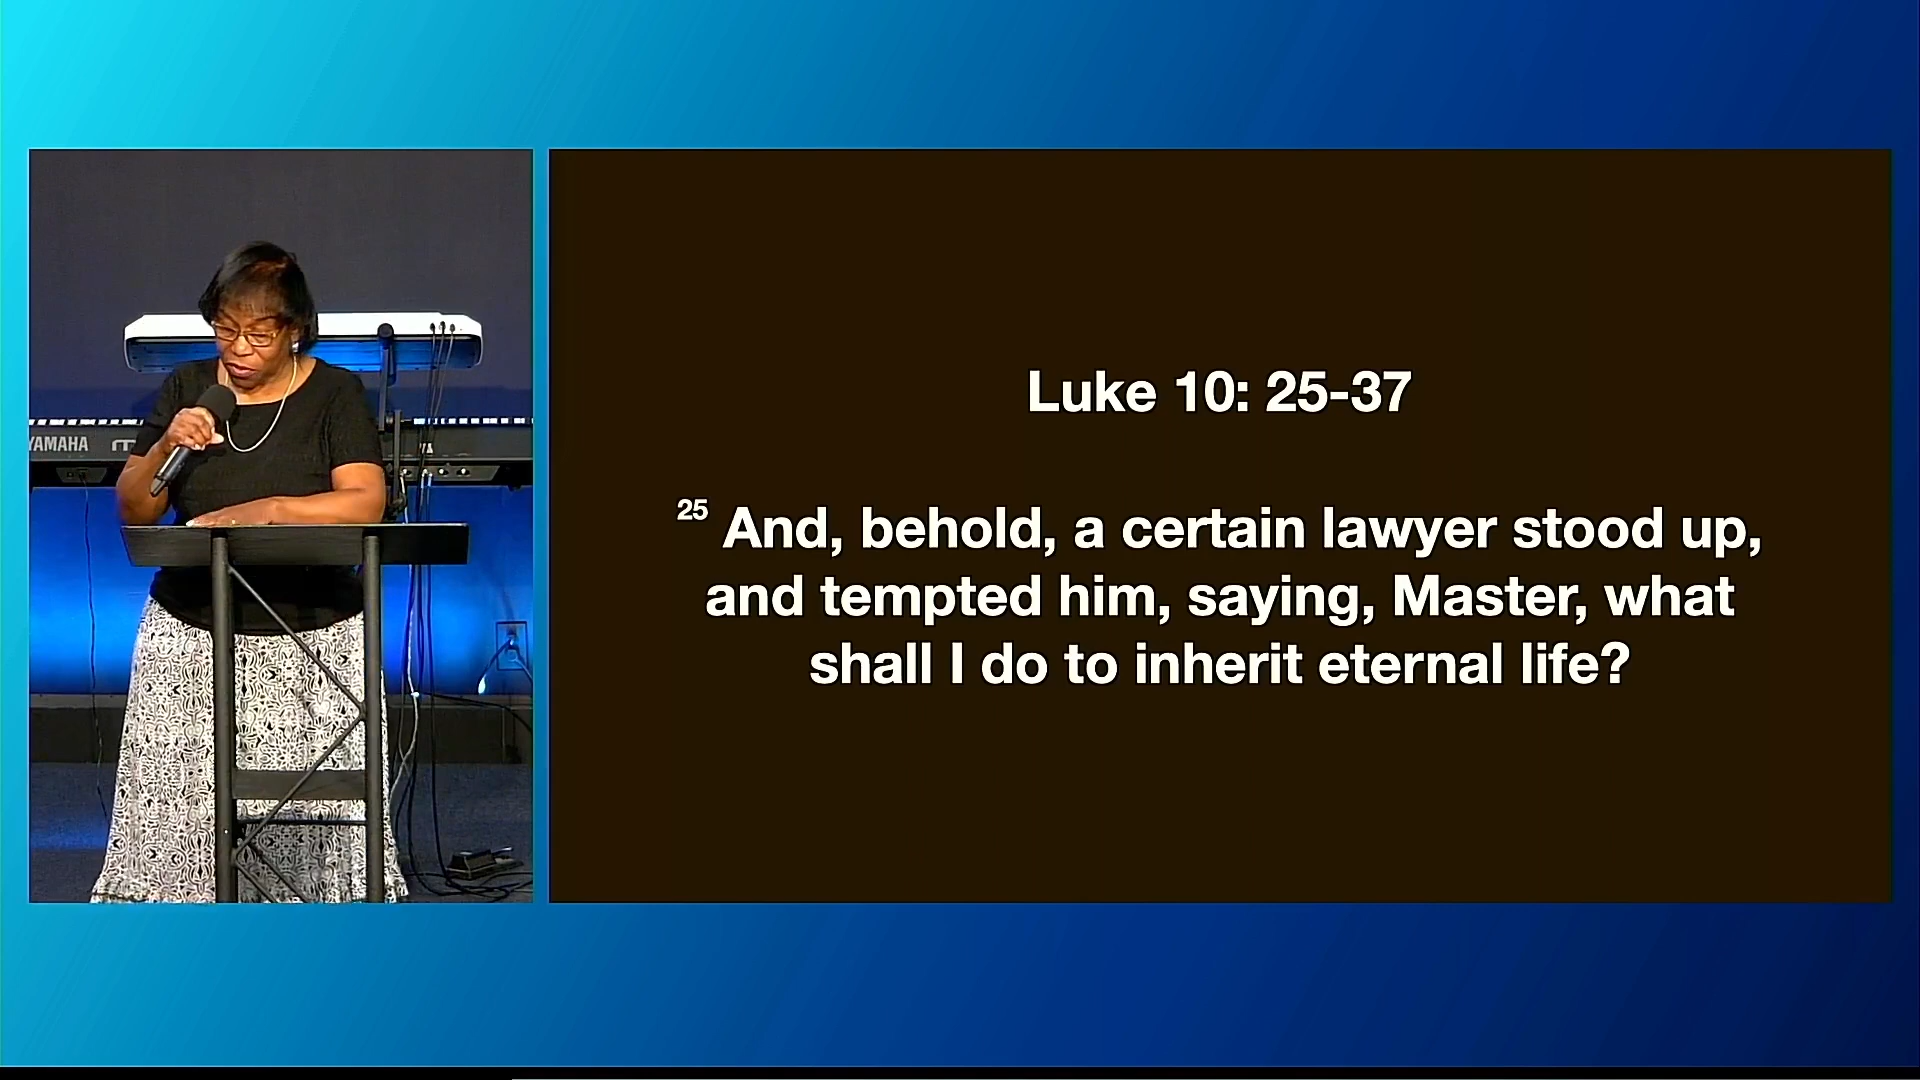 YAMAHA
Luke 10: 25-37
25 And, behold, a certain lawyer stood up,
and tempted him, saying, Master, what
shall I do to inherit eternal life?